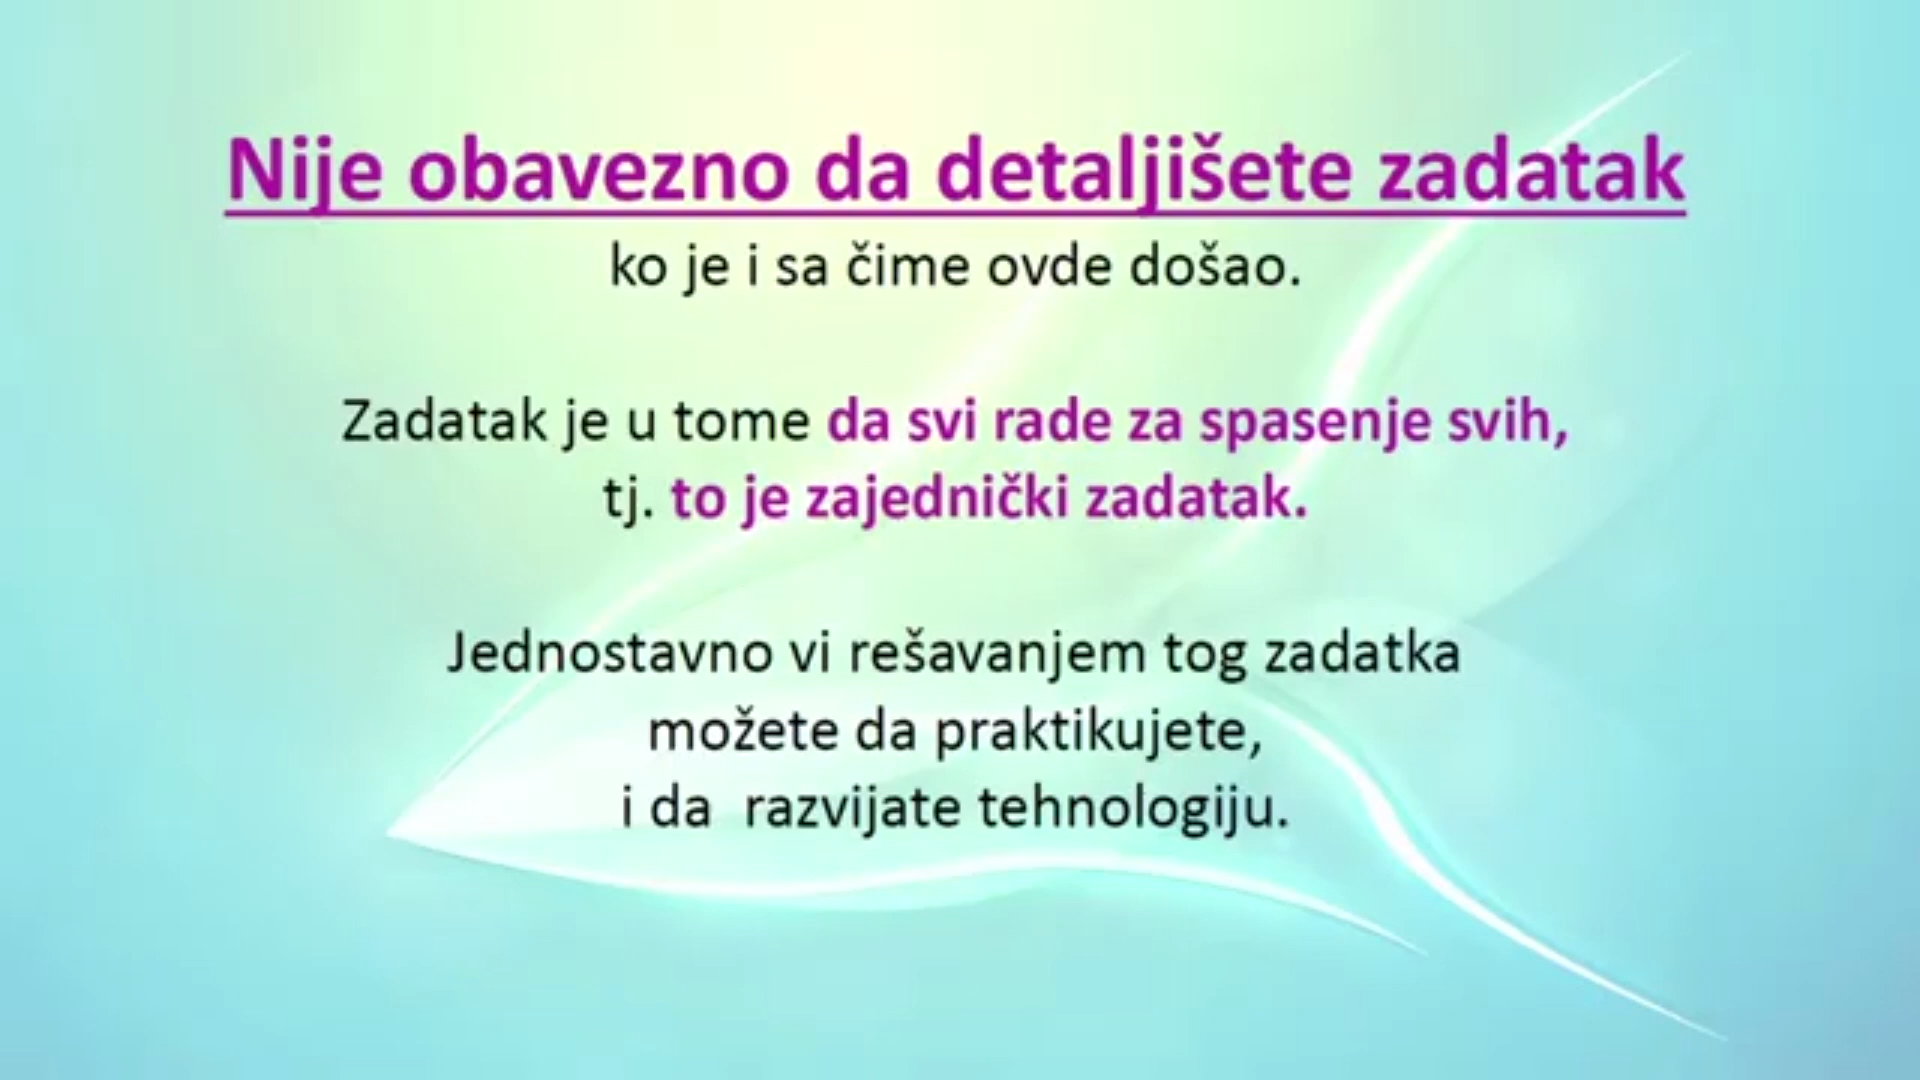 Nije obavezno da detaljišete zadatak
ko je i sa čime ovde došao.
Zadatak je u tome da svi rade za spasenje svih,
tj. to je zajednički zadatak.
Jednostavno vi rešavanjem tog zadatka
možete da praktikujete,
i da  razvijate tehnologiju.